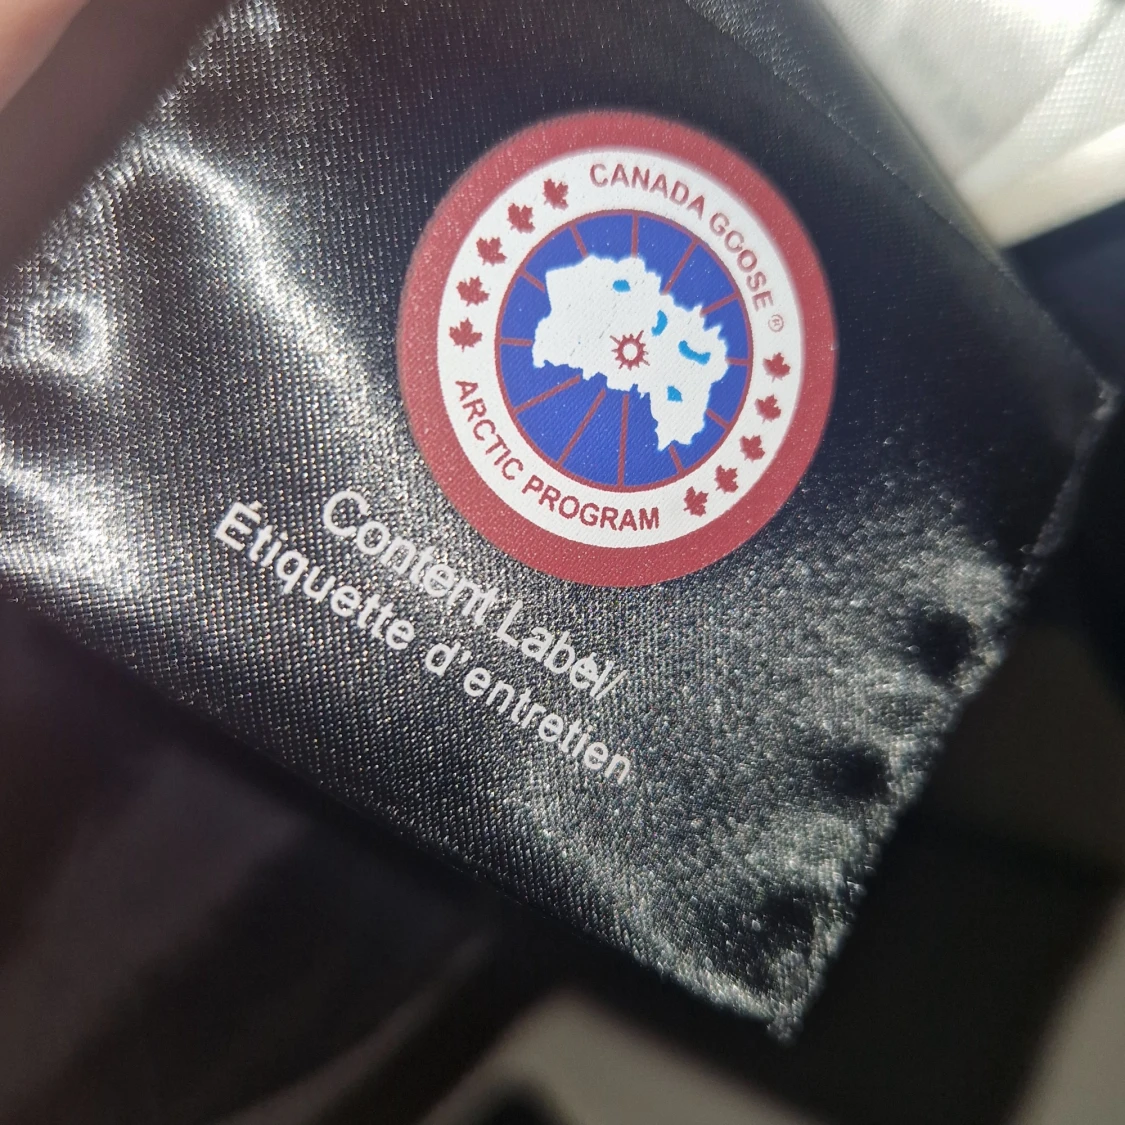 CANADA GOOSE®
ARCTIC PROGRAM
Content Label/
Étiquette d'entretien